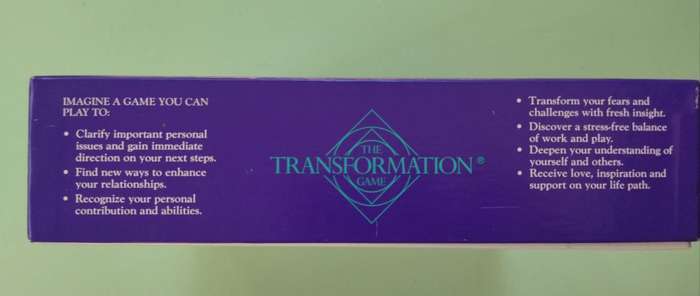 IMAGINE A GAME YOU CAN
PLAY TO:
• Clarify important personal
issues and gain immediate
direction on your next steps.
• Find new ways to enhance
your relationships.
• Recognize your personal
contribution and abilities.
THE
TRANSFORMATION®
GAME
• Transform your fears and
challenges with fresh insight.
• Discover a stress-free balance
of work and play.
• Deepen your understanding of
yourself and others.
• Receive love, inspiration and
support on your life path.